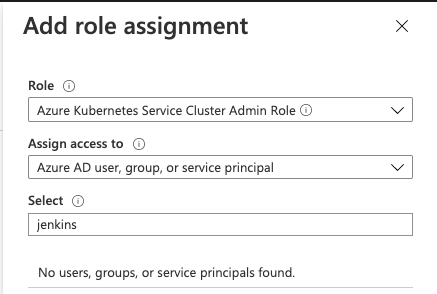 Add role assignment
Role
Azure Kubernetes Service Cluster Admin Role
Assign access to
Azure AD user, group, or service principal
Select
jenkins
No users, groups, or service principals found.